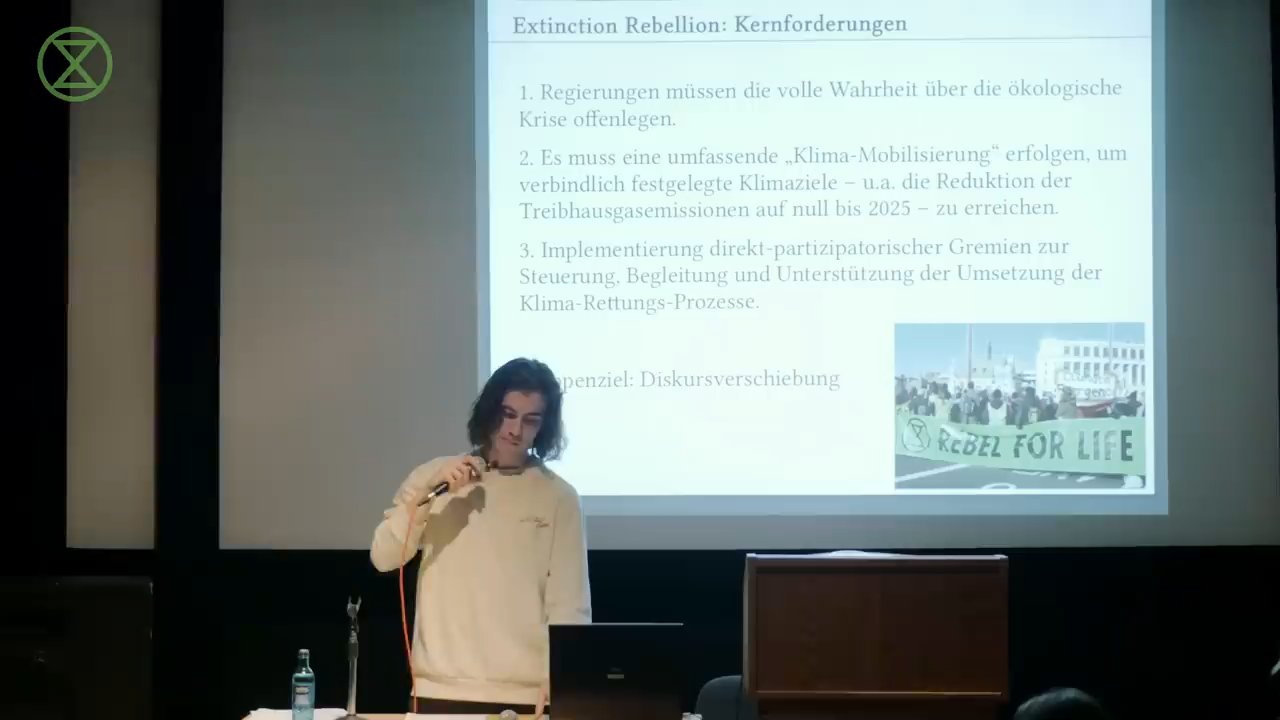 Extinction Rebellion: Kernforderungen
1. Regierungen müssen die volle Wahrheit über die ökologische
Krise offenlegen.
2. Es muss eine umfassende „Klima-Mobilisierung“ erfolgen, um
verbindlich festgelegte Klimaziele – u.a. die Reduktion der
Treibhausgasemissionen auf null bis 2025 – zu erreichen.
3. Implementierung direkt-partizipatorischer Gremien zur
Steuerung, Begleitung und Unterstützung der Umsetzung der
Klima-Rettungs-Prozesse.
Diskursverschiebung
REBEL FOR LIFE